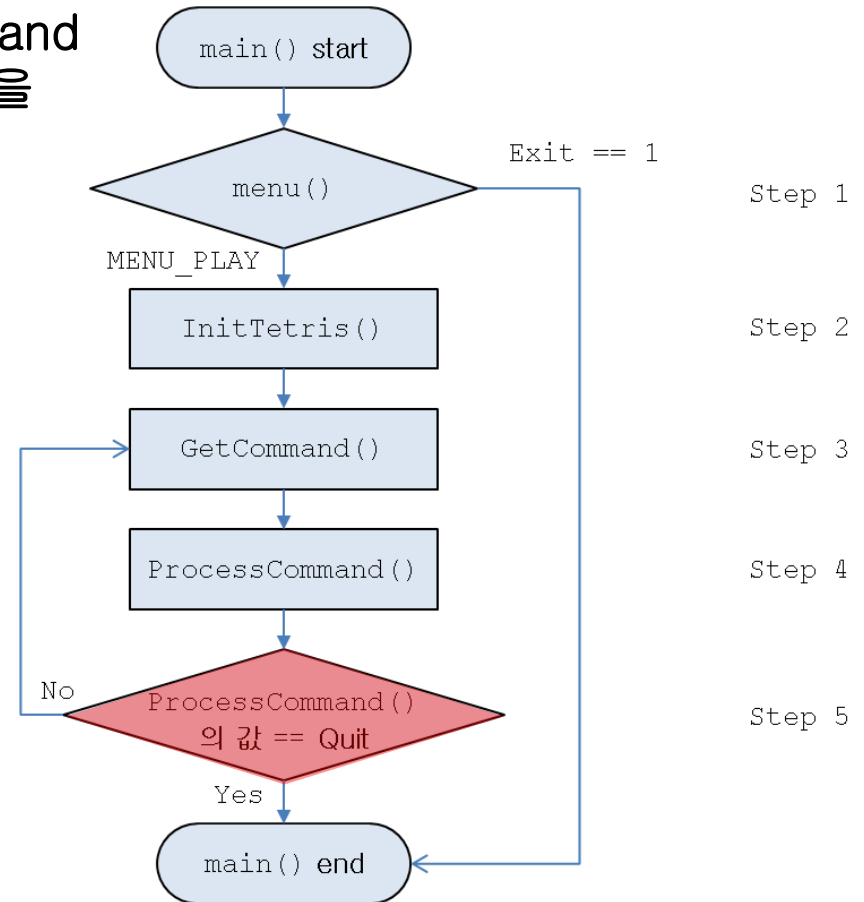 and
을
main() start
Exit == 1
menu()
Step 1
MENU_PLAY
InitTetris()
Step 2
GetCommand()
Step 3
ProcessCommand()
Step 4
No
ProcessCommand()
의 값 == Quit
Step 5
Yes
main() end